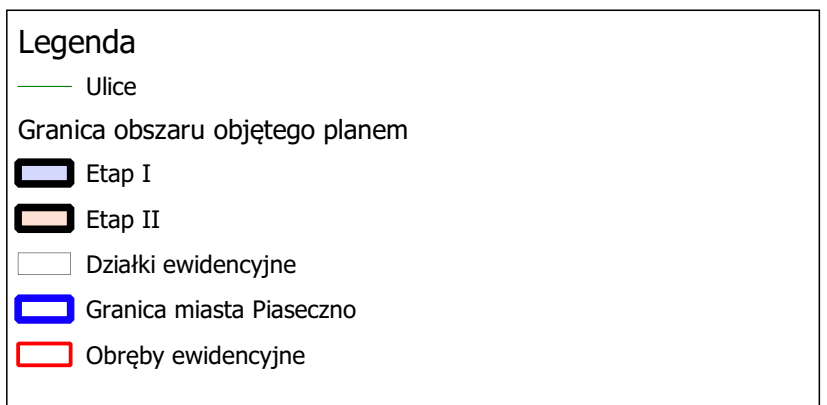 Legenda
Ulice
Granica obszaru objętego planem
Etap I
Etap II
Działki ewidencyjne
Granica miasta Piaseczno
Obręby ewidencyjne